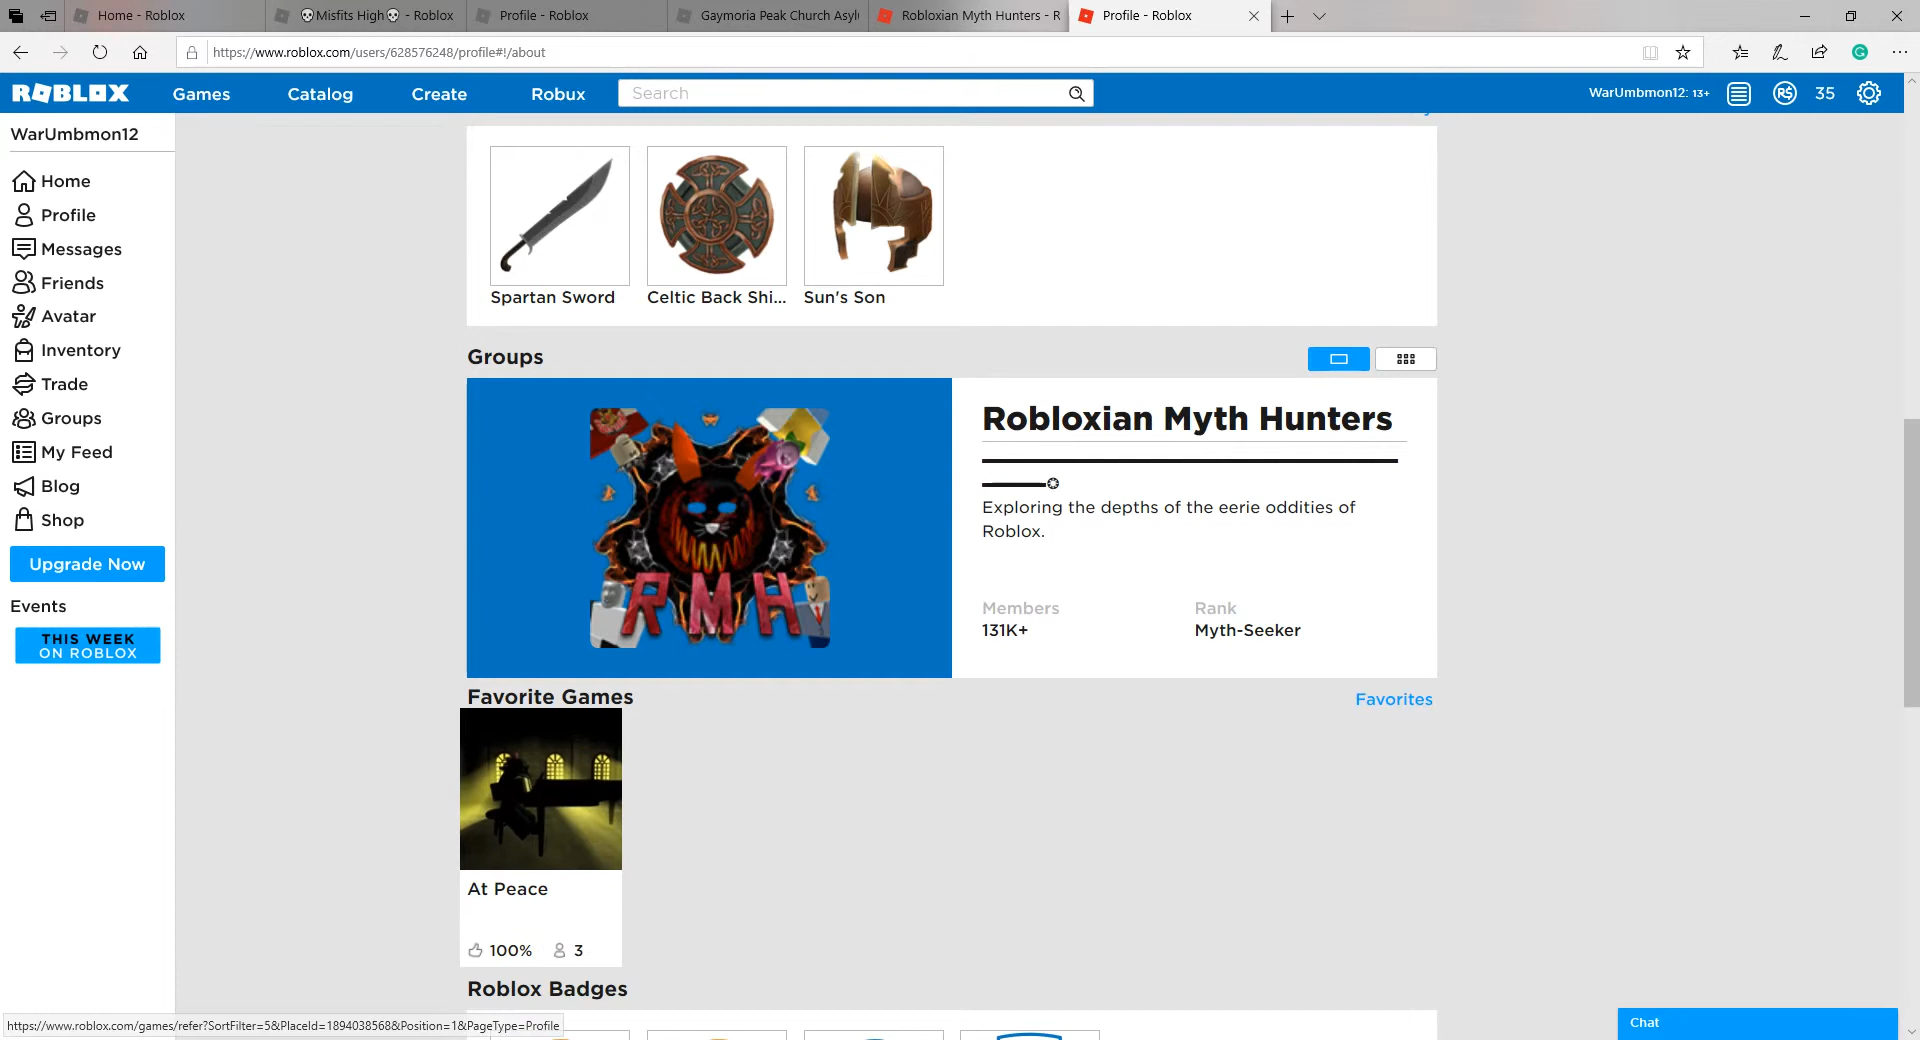 Home - Roblox
💀Misfits High💀 - Roblox
Profile - Roblox
Gaymoria Peak Church Asyl
Robloxian Myth Hunters - R
Profile - Roblox
https://www.roblox.com/users/628576248/profile#!/about
ROBLOX
Games
Catalog
Create
Robux
Search
WarUmbmon12: 13+
R$
35
WarUmbmon12
Home
Profile
Messages
Friends
Avatar
Inventory
Trade
Groups
My Feed
Blog
Shop
Upgrade Now
Events
THIS WEEK
ON ROBLOX
Spartan Sword
Celtic Back Shi...
Sun's Son
Groups
RMH
Robloxian Myth Hunters
Exploring the depths of the eerie oddities of
Roblox.
Members
131K+
Rank
Myth-Seeker
Favorite Games
Favorites
At Peace
100%
3
Roblox Badges
https://www.roblox.com/games/refer?SortFilter=5&PlaceId=1894038568&Position=1&PageType=Profile
Chat